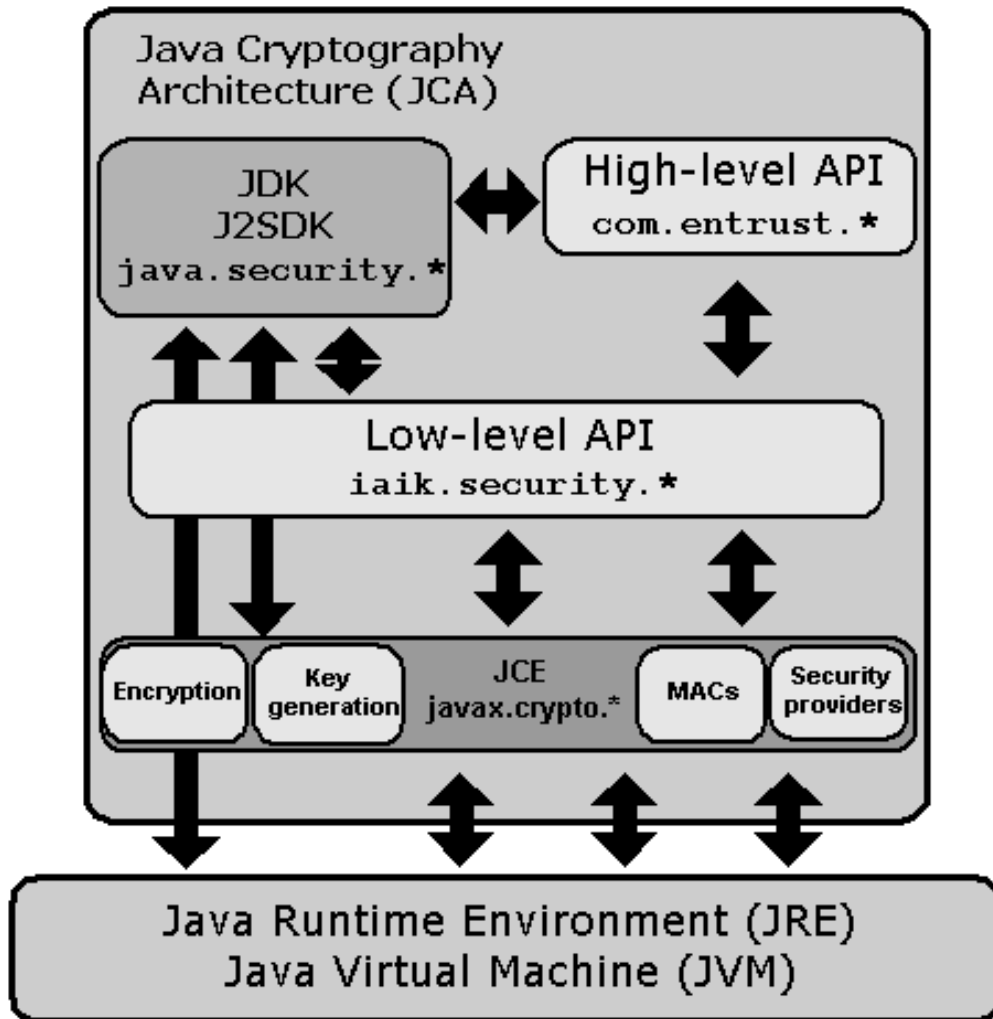 Java Cryptography
Architecture (JCA)
JDK
J2SDK
java.security.*
High-level API
com.entrust.*
Low-level API
iaik.security.*
Encryption
Key
generation
JCE
javax.crypto.*
MACs
Security
providers
Java Runtime Environment (JRE)
Java Virtual Machine (JVM)